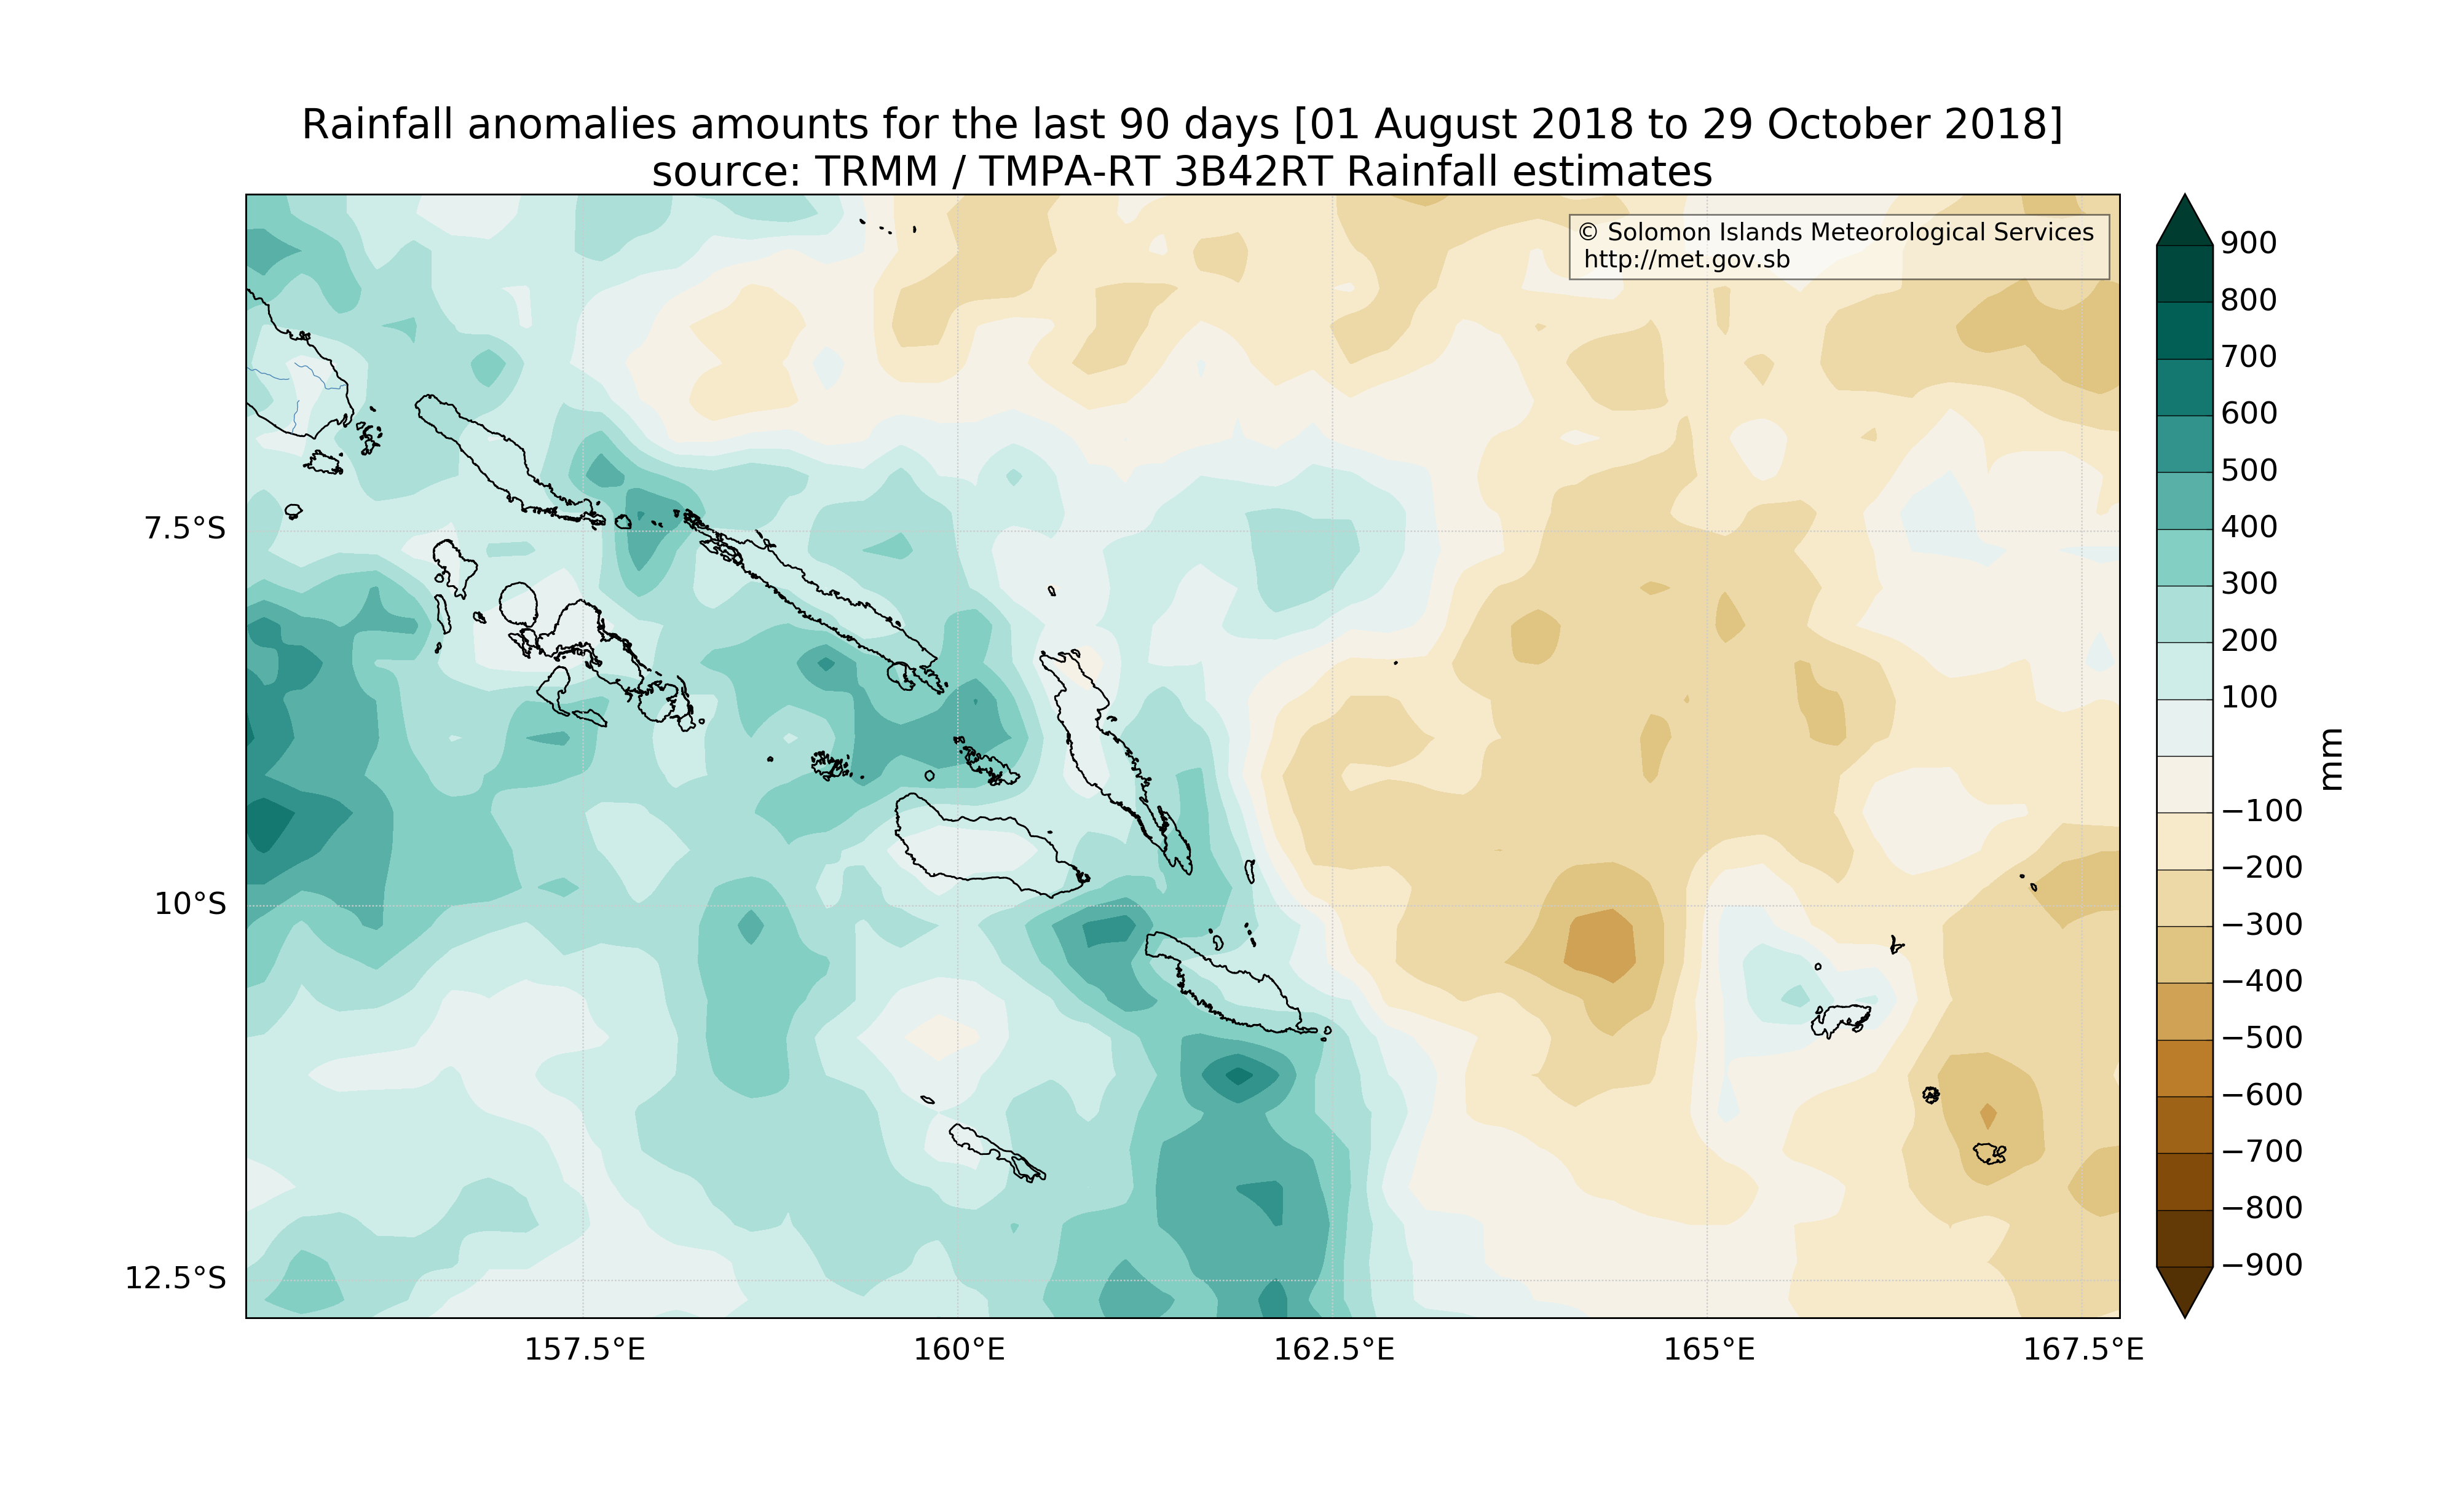 Rainfall anomalies amounts for the last 90 days [01 August 2018 to 29 October 2018]
source: TRMM / TMPA-RT 3B42RT Rainfall estimates
© Solomon Islands Meteorological Services
http://met.gov.sb
7.5°S
10°S
12.5°S
157.5°E
160°E
162.5°E
165°E
167.5°E
900
800
700
600
500
400
300
200
100
−100
−200
−300
−400
−500
−600
−700
−800
−900
mm